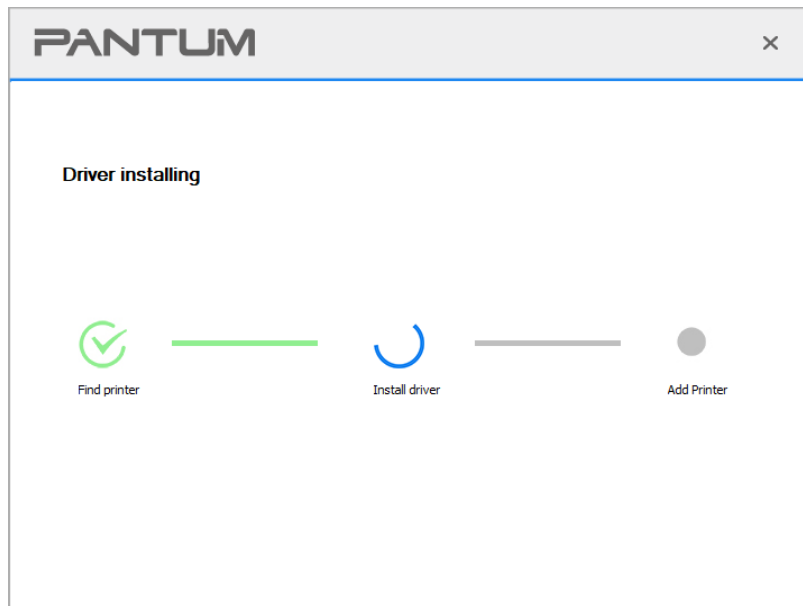 PANTUM
Driver installing
Find printer
Install driver
Add Printer